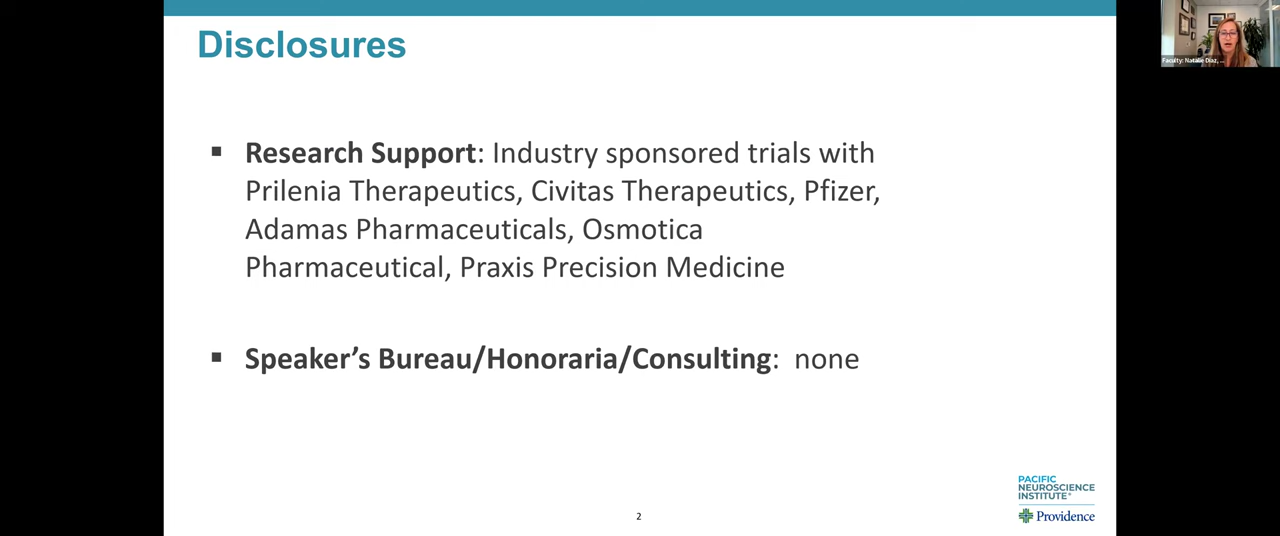 Disclosures
Faculty: Natalie Diaz, ...
▪ Research Support: Industry sponsored trials with
Prilenia Therapeutics, Civitas Therapeutics, Pfizer,
Adamas Pharmaceuticals, Osmotica
Pharmaceutical, Praxis Precision Medicine
▪ Speaker’s Bureau/Honoraria/Consulting: none
PACIFIC
NEUROSCIENCE
INSTITUTE®
Providence
2